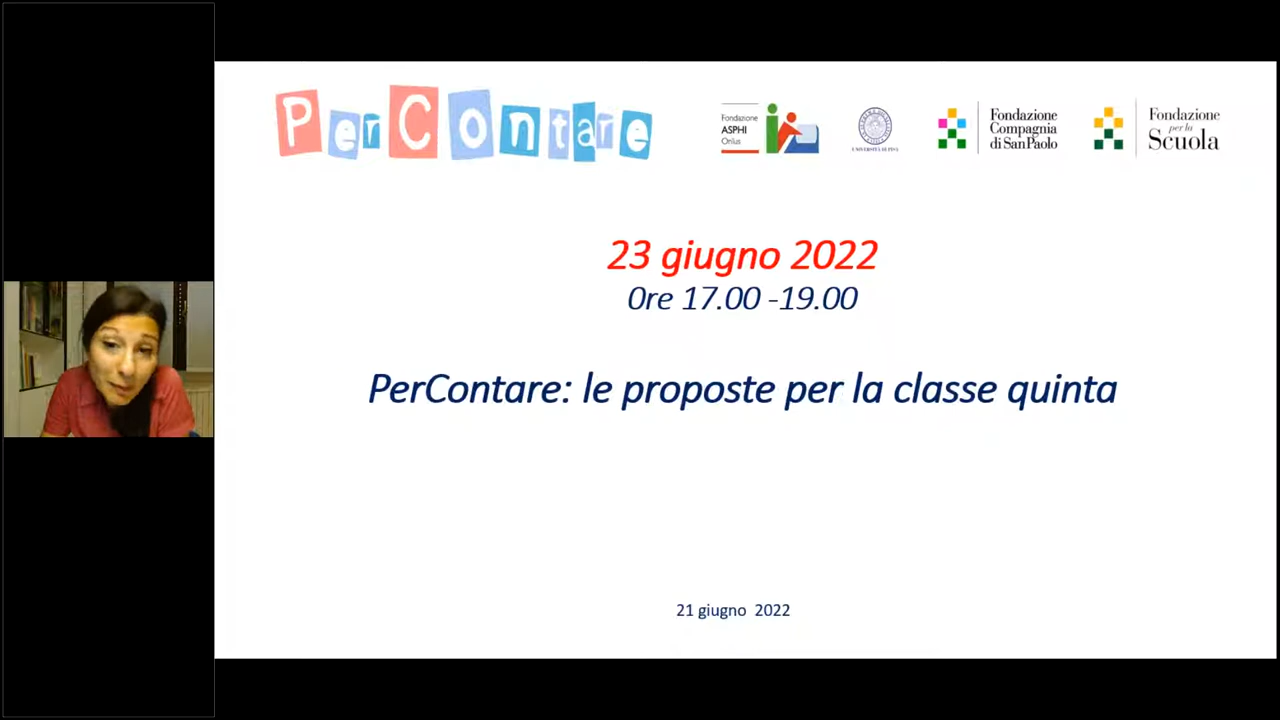 PerContare
Fondazione
ASPHI
Onlus
UNIVERSITÀ DI PISA
Fondazione
Compagnia
di San Paolo
Fondazione
per la
Scuola
23 giugno 2022
0re 17.00 -19.00
PerContare: le proposte per la classe quinta
21 giugno 2022